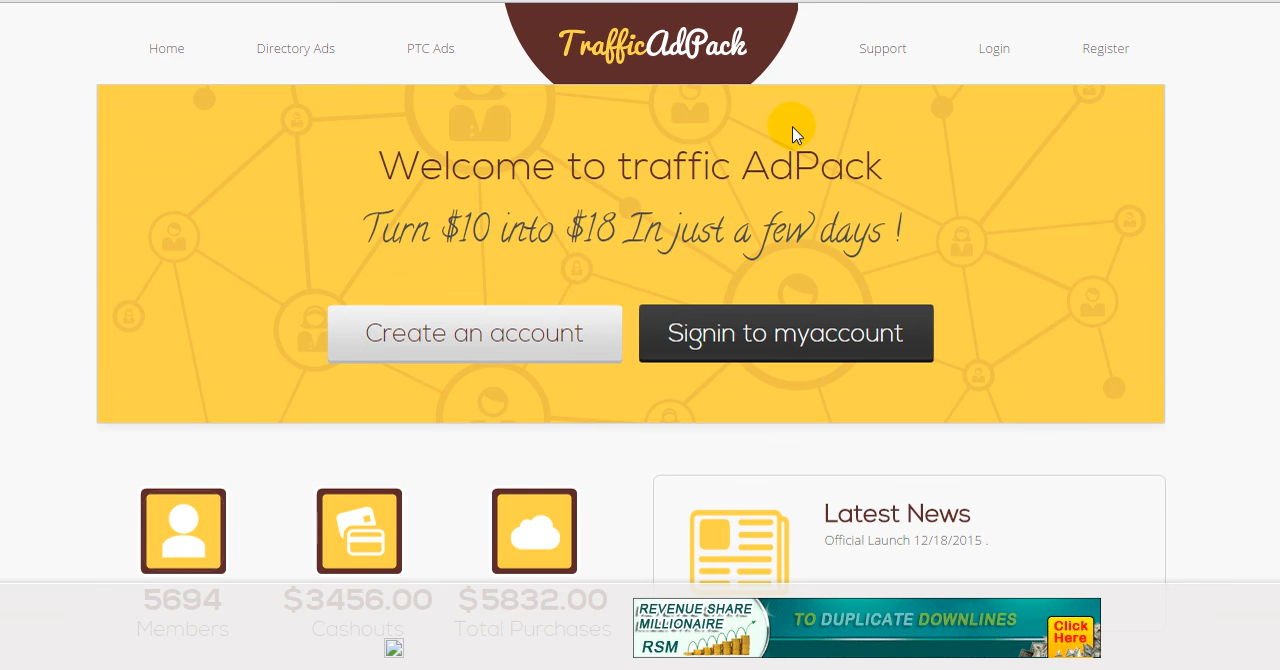 Home
Directory Ads
PTC Ads
TrafficAdPack
Support
Login
Register
Welcome to traffic AdPack
Turn $10 into $18 In just a few days !
Create an account
Signin to myaccount
Latest News
Official Launch 12/18/2015 .
5694
Members
$3456.00
Cashouts
$5832.00
Total Purchases
REVENUE SHARE
MILLIONAIRE
RSM
TO DUPLICATE DOWNLINES
Click
Here